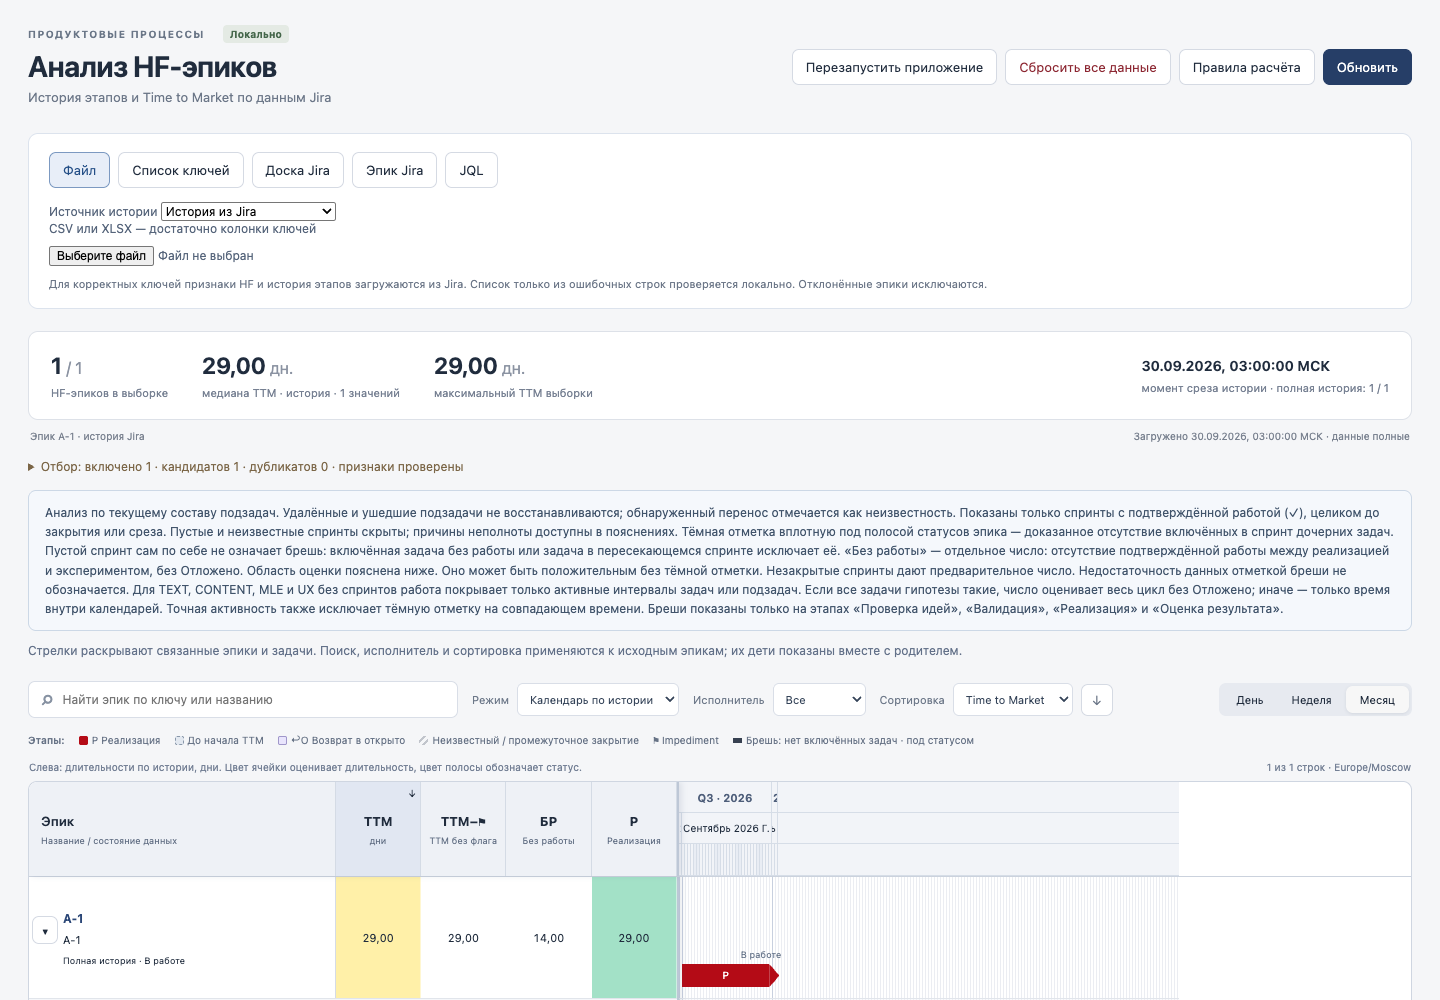 ПРОДУКТОВЫЕ ПРОЦЕССЫ Локально
Анализ HF-эпиков
История этапов и Time to Market по данным Jira
Перезапустить приложение Сбросить все данные Правила расчёта Обновить
Файл Список ключей Доска Jira Эпик Jira JQL
Источник истории История из Jira
CSV или XLSX — достаточно колонки ключей
Выберите файл Файл не выбран
Для корректных ключей признаки HF и история этапов загружаются из Jira. Список только из ошибочных строк проверяется локально. Отклонённые эпики исключаются.
1 / 1 29,00 дн. 29,00 дн. 30.09.2026, 03:00:00 МСК
HF-эпиков в выборке медиана ТТМ · история · 1 значений максимальный ТТМ выборки момент среза истории · полная история: 1 / 1
Эпик A-1 · история Jira Загружено 30.09.2026, 03:00:00 МСК · данные полные
Отбор: включено 1 · кандидатов 1 · дубликатов 0 · признаки проверены
Анализ по текущему составу подзадач. Удалённые и ушедшие подзадачи не восстанавливаются; обнаруженный перенос отмечается как неизвестность. Показаны только спринты с подтверждённой работой (✓), целиком до
закрытия или среза. Пустые и неизвестные спринты скрыты; причины неполноты доступны в пояснениях. Тёмная отметка вплотную под полосой статусов эпика — доказанное отсутствие включённых в спринт дочерних задач.
Пустой спринт сам по себе не означает брешь: включённая задача без работы или задача в пересекающемся спринте исключает её. «Без работы» — отдельное число: отсутствие подтверждённой работы между реализацией
и экспериментом, без Отложено. Область оценки пояснена ниже. Оно может быть положительным без тёмной отметки. Незакрытые спринты дают предварительное число. Недостаточность данных отметкой бреши не
обозначается. Для TEXT, CONTENT, MLE и UX без спринтов работа покрывает только активные интервалы задач или подзадач. Если все задачи гипотезы такие, число оценивает весь цикл без Отложено; иначе — только время
внутри календарей. Точная активность также исключает тёмную отметку на совпадающем времени. Бреши показаны только на этапах «Проверка идей», «Валидация», «Реализация» и «Оценка результата».
Стрелки раскрывают связанные эпики и задачи. Поиск, исполнитель и сортировка применяются к исходным эпикам; их дети показаны вместе с родителем.
Найти эпик по ключу или названию Режим Календарь по истории Исполнитель Все Сортировка Time to Market ↓ День Неделя Месяц
Этапы: Р Реализация До начала ТТМ ↩О Возврат в открыто Неизвестный / промежуточное закрытие ⚑ Impediment Брешь: нет включённых задач · под статусом
Слева: длительности по истории, дни. Цвет ячейки оценивает длительность, цвет полосы обозначает статус. 1 из 1 строк · Europe/Moscow
↓ Q3 · 2026
Эпик ТТМ ТТМ–⚑ БР Р Сентябрь 2026 г.
Название / состояние данных дни ТТМ без флага Без работы Реализация
A-1
A-1
Полная история · В работе
29,00 29,00 14,00 29,00
В работе
Р